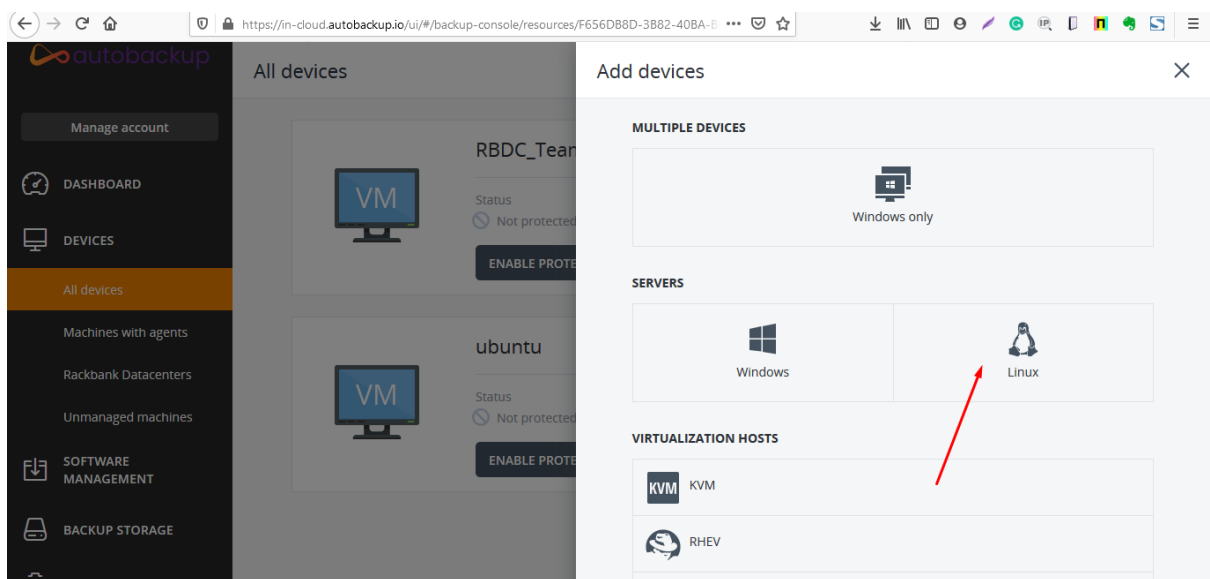 https://in-cloud.autobackup.io/ui/#/backup-console/resources/F656DB8D-3B82-40BA-
autobackup
Manage account
DASHBOARD
DEVICES
All devices
Machines with agents
Rackbank Datacenters
Unmanaged machines
SOFTWARE
MANAGEMENT
BACKUP STORAGE
All devices
VM
RBDC_Tean
Status
Not protected
ENABLE PROTE
VM
ubuntu
Status
Not protected
ENABLE PROTE
Add devices
MULTIPLE DEVICES
Windows only
SERVERS
Windows
Linux
VIRTUALIZATION HOSTS
KVM KVM
RHEV